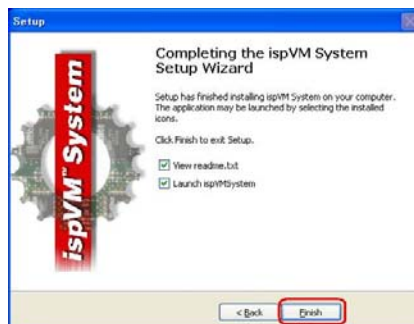 Setup
ispVM™ System
Completing the ispVM System
Setup Wizard
Setup has finished installing ispVM System on your computer.
The application may be launched by selecting the installed
icons.
Click Finish to exit Setup.
View readme.txt
Launch ispVMSystem
< Back
Finish